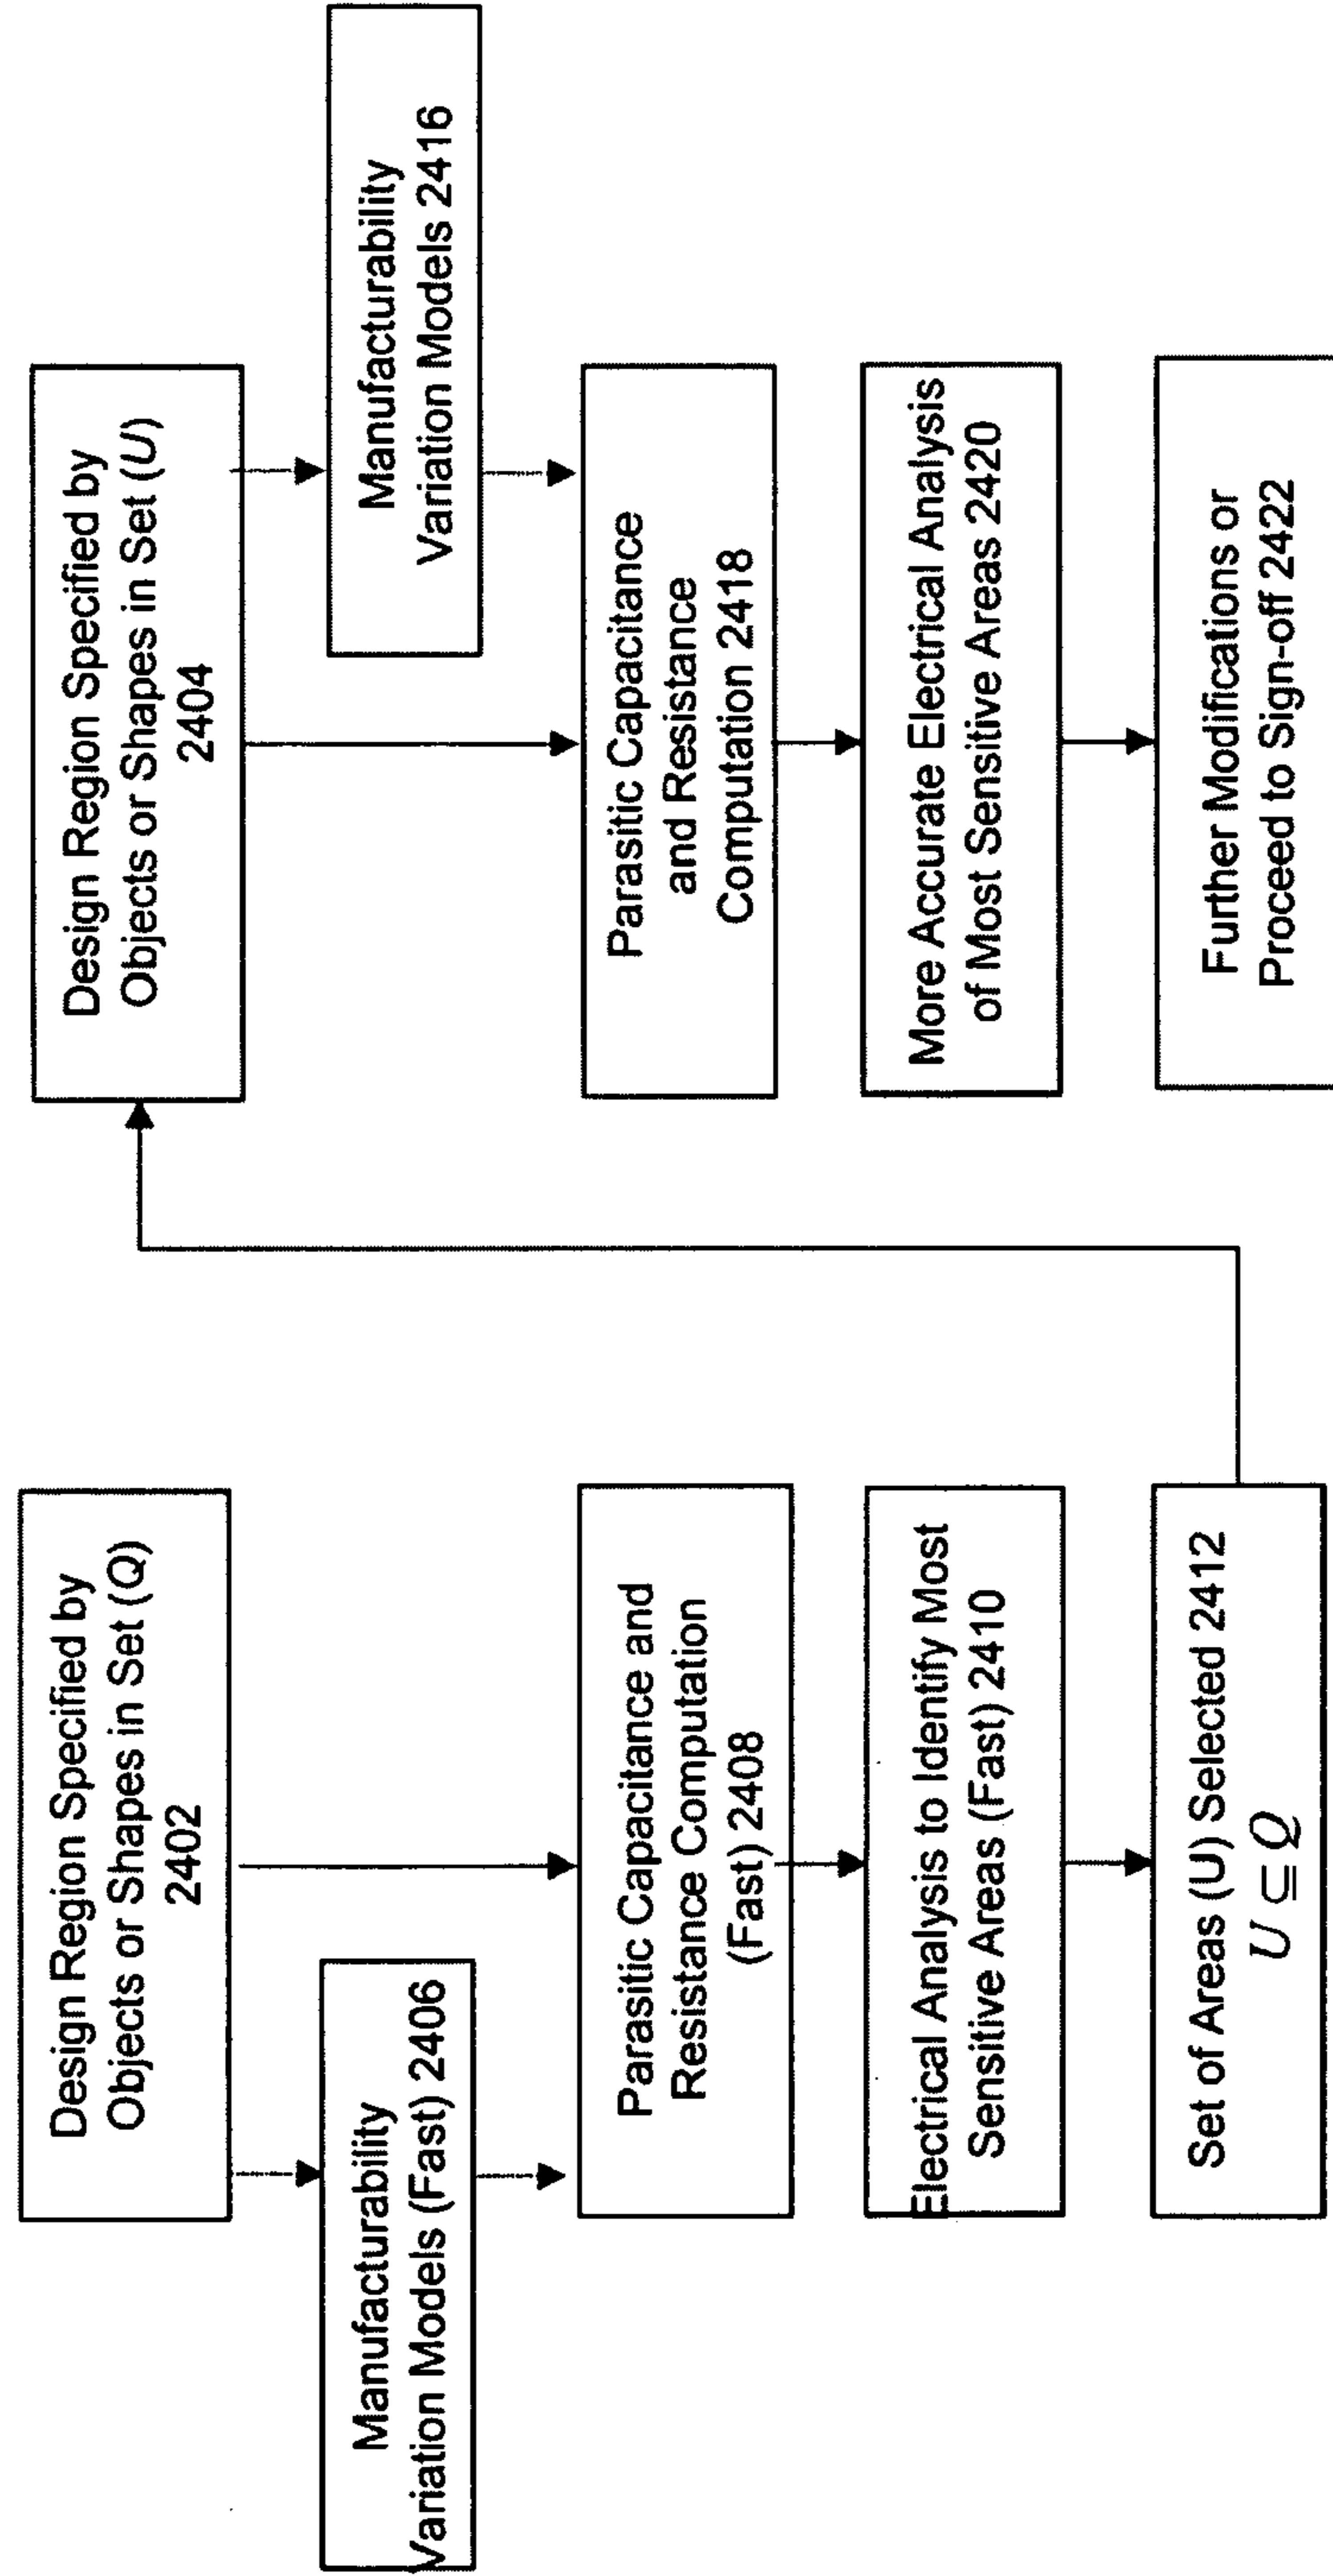 Design Region Specified by
Objects or Shapes in Set (Q)
2402
Manufacturability
Variation Models (Fast) 2406
Parasitic Capacitance and
Resistance Computation
(Fast) 2408
Electrical Analysis to Identify Most
Sensitive Areas (Fast) 2410
Set of Areas (U) Selected 2412
U ⊆ Q
Design Region Specified by
Objects or Shapes in Set (U)
2404
Manufacturability
Variation Models 2416
Parasitic Capacitance
and Resistance
Computation 2418
More Accurate Electrical Analysis
of Most Sensitive Areas 2420
Further Modifications or
Proceed to Sign-off 2422